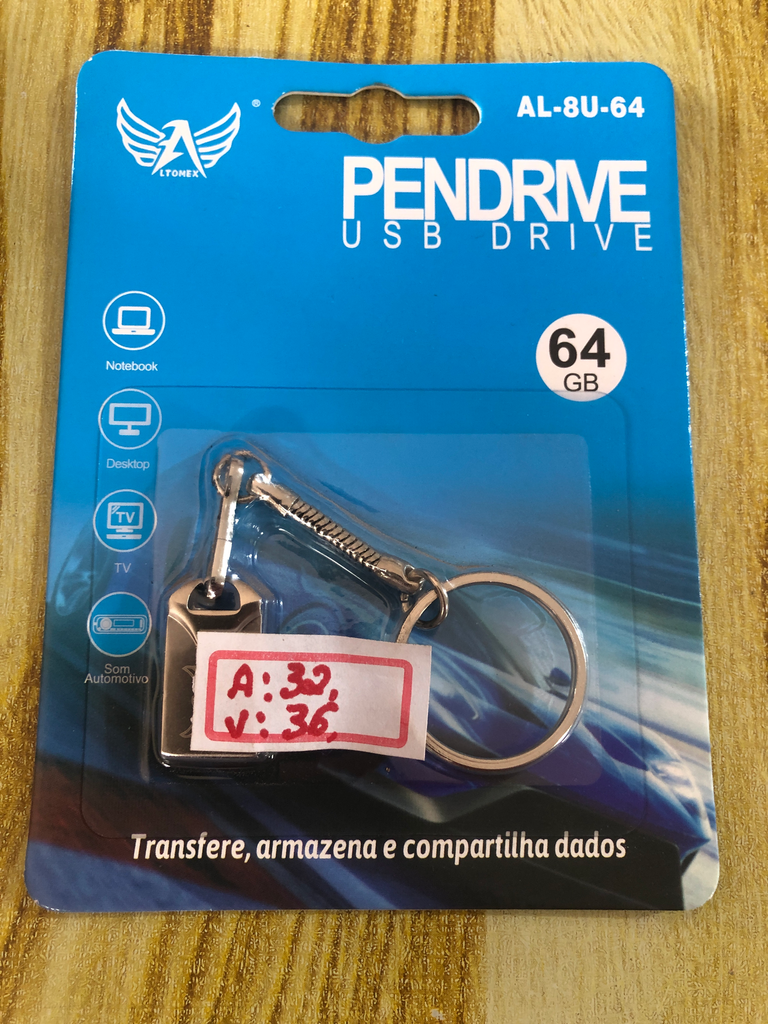 ALTOMEX ®
AL-8U-64
PENDRIVE
USB DRIVE
64
GB
Notebook
Desktop
TV
TV
Som
Automotivo
A: 32,
V: 36,
Transfere, armazena e compartilha dados